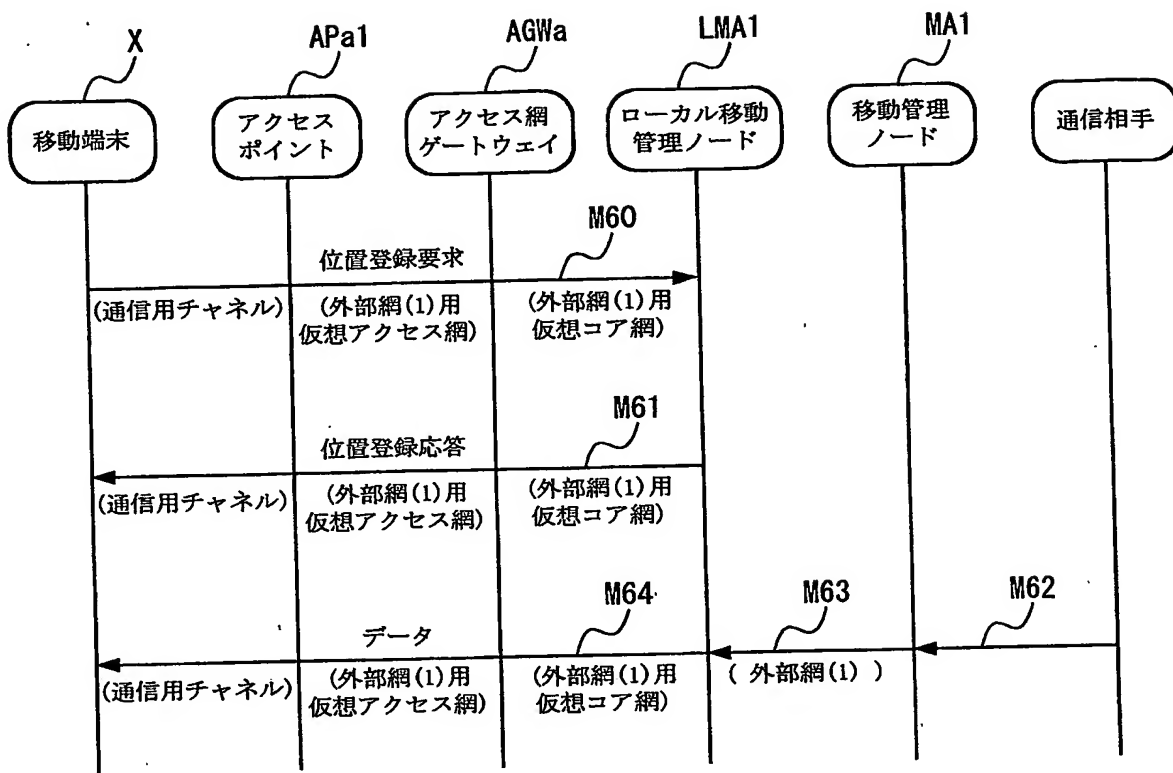 X
APa1
AGWa
LMA1
MA1
移動端末
アクセス
ポイント
アクセス網
ゲートウェイ
ローカル移動
管理ノード
移動管理
ノード
通信相手
M60
位置登録要求
(通信用チャネル)
(外部網(1)用
仮想アクセス網)
(外部網(1)用
仮想コア網)
M61
位置登録応答
(通信用チャネル)
(外部網(1)用
仮想アクセス網)
(外部網(1)用
仮想コア網)
M64
M63
M62
データ
(通信用チャネル)
(外部網(1)用
仮想アクセス網)
(外部網(1)用
仮想コア網)
( 外部網(1) )